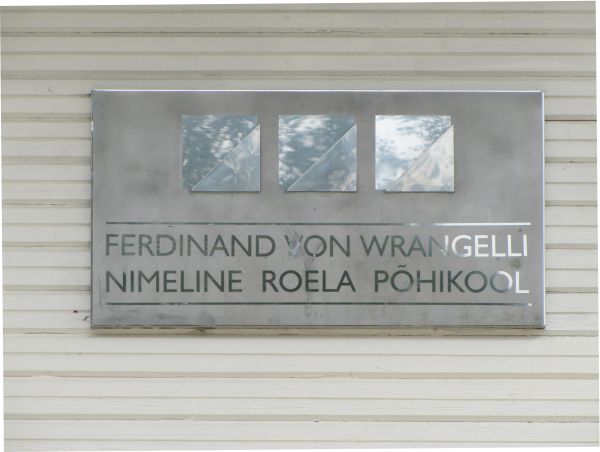 FERDINAND VON WRANGELLI
NIMELINE ROELA PÕHIKOOL